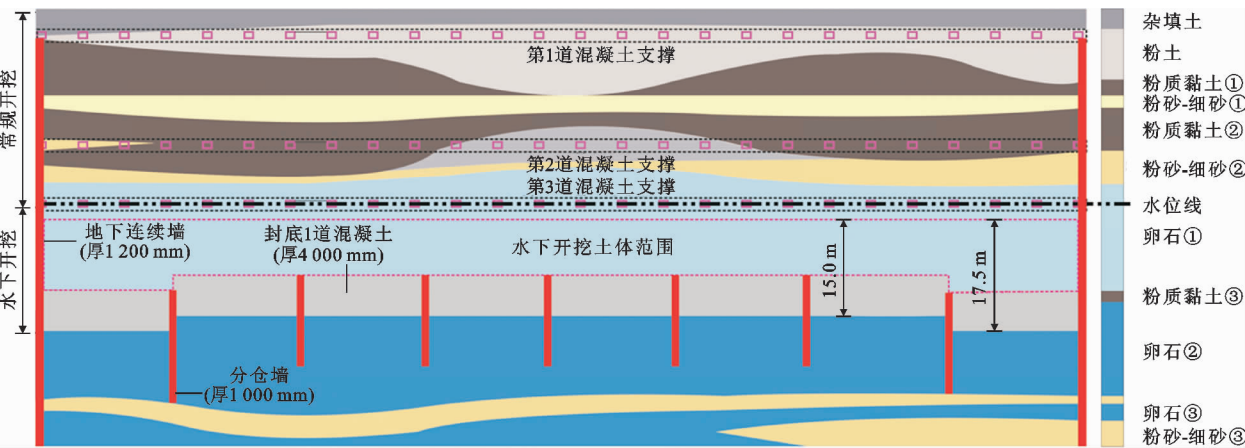 常规开挖
水下开挖
第1道混凝土支撑
第2道混凝土支撑
第3道混凝土支撑
地下连续墙
(厚1 200 mm)
封底1道混凝土
(厚4 000 mm)
水下开挖土体范围
15.0 m
17.5 m
分仓墙
(厚1 000 mm)
杂填土
粉土
粉质黏土①
粉砂-细砂①
粉质黏土②
粉砂-细砂②
水位线
卵石①
粉质黏土③
卵石②
卵石③
粉砂-细砂③